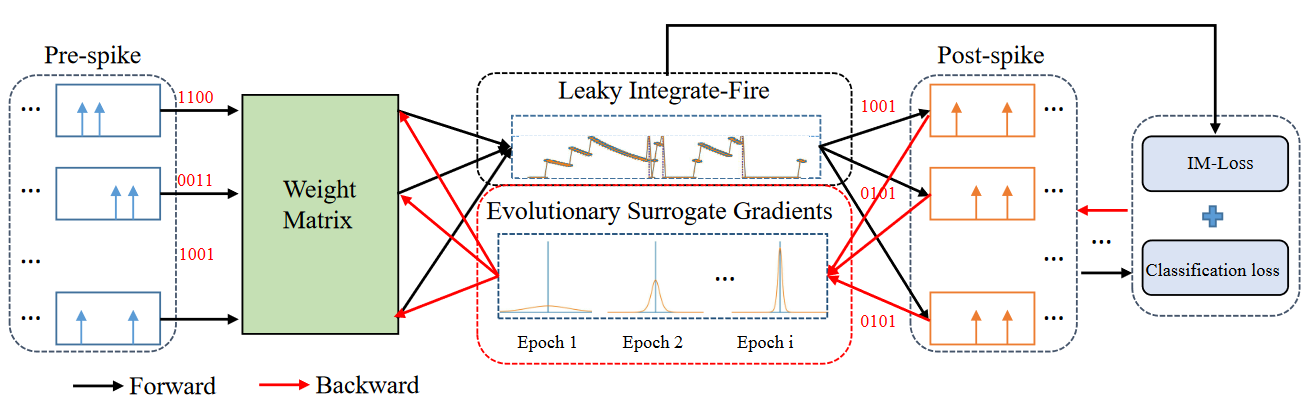 Pre-spike
Post-spike
Leaky Integrate-Fire
1100
1001
IM-Loss
0011
Weight
Matrix
0101
Evolutionary Surrogate Gradients
1001
Classification loss
0101
Epoch 1
Epoch 2
Epoch i
Forward
Backward